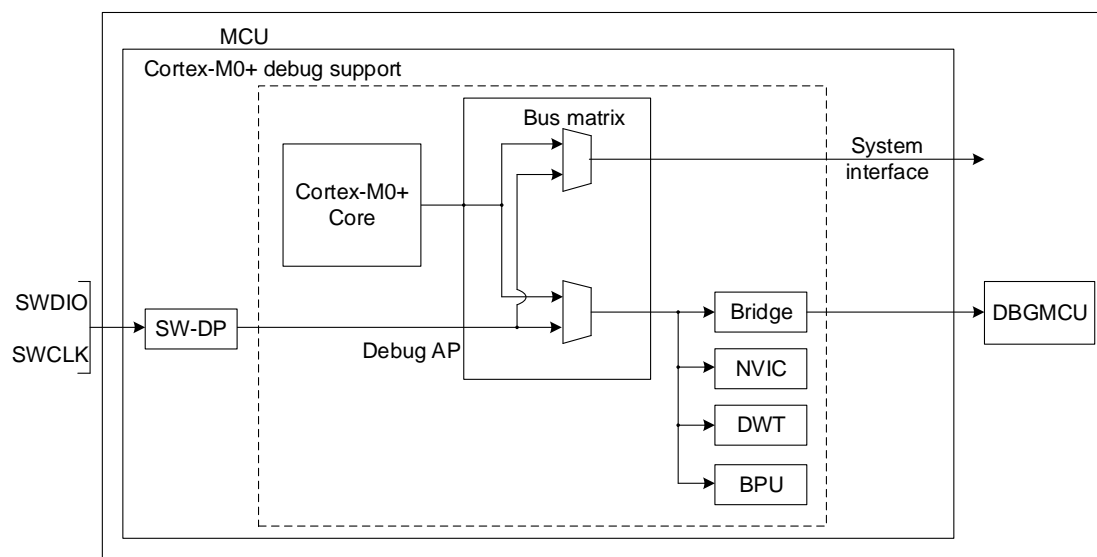 MCU
Cortex-M0+ debug support
Bus matrix
System
interface
Cortex-M0+
Core
SWDIO
SWCLK
SW-DP
Debug AP
Bridge
DBGMCU
NVIC
DWT
BPU